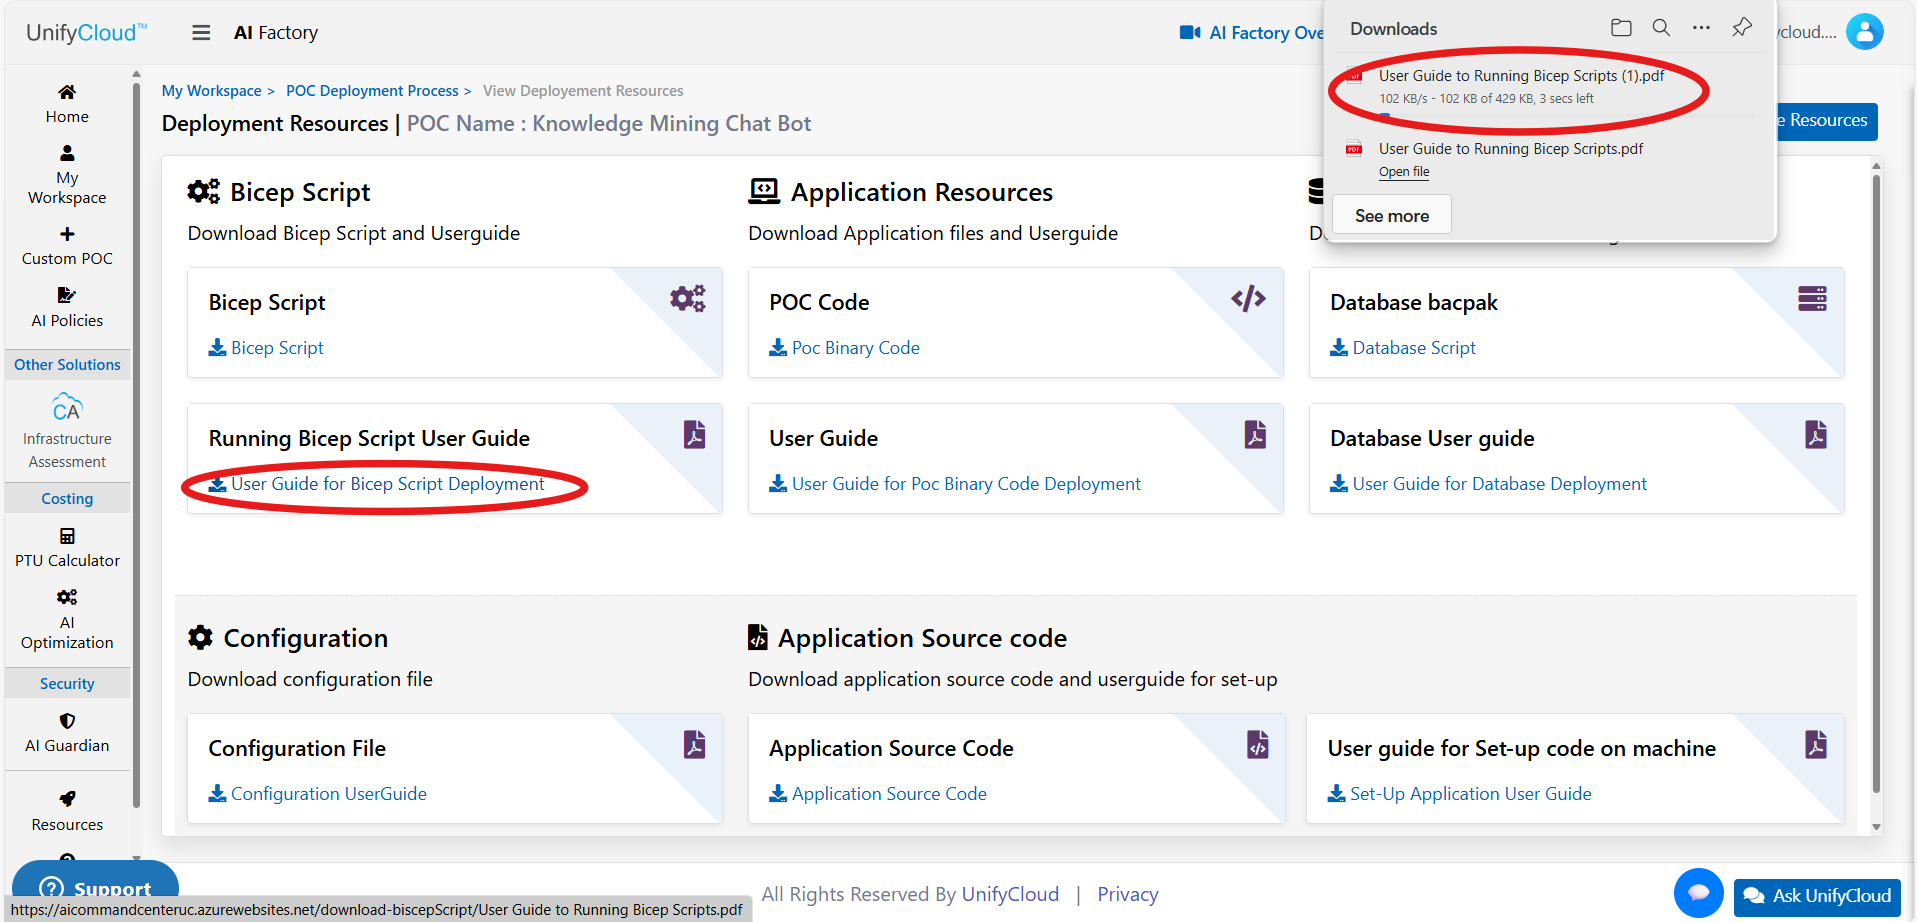 UnifyCloud™
AI Factory
AI Factory Ove
ycloud....
Downloads
User Guide to Running Bicep Scripts (1).pdf
102 KB/s - 102 KB of 429 KB, 3 secs left
User Guide to Running Bicep Scripts.pdf
Open file
See more
Home
My
Workspace
Custom POC
AI Policies
Other Solutions
CA
Infrastructure
Assessment
Costing
PTU Calculator
AI
Optimization
Security
AI Guardian
Resources
Support
My Workspace > POC Deployment Process > View Deployement Resources
Deployment Resources | POC Name : Knowledge Mining Chat Bot
e Resources
Bicep Script
Download Bicep Script and Userguide
Bicep Script
Bicep Script
Running Bicep Script User Guide
User Guide for Bicep Script Deployment
Application Resources
Download Application files and Userguide
POC Code
Poc Binary Code
User Guide
User Guide for Poc Binary Code Deployment
Database bacpak
Database Script
Database User guide
User Guide for Database Deployment
Configuration
Download configuration file
Configuration File
Configuration UserGuide
Application Source code
Download application source code and userguide for set-up
Application Source Code
Application Source Code
User guide for Set-up code on machine
Set-Up Application User Guide
All Rights Reserved By UnifyCloud | Privacy
Ask UnifyCloud
https://aicommandcenteruc.azurewebsites.net/download-biscepScript/User Guide to Running Bicep Scripts.pdf